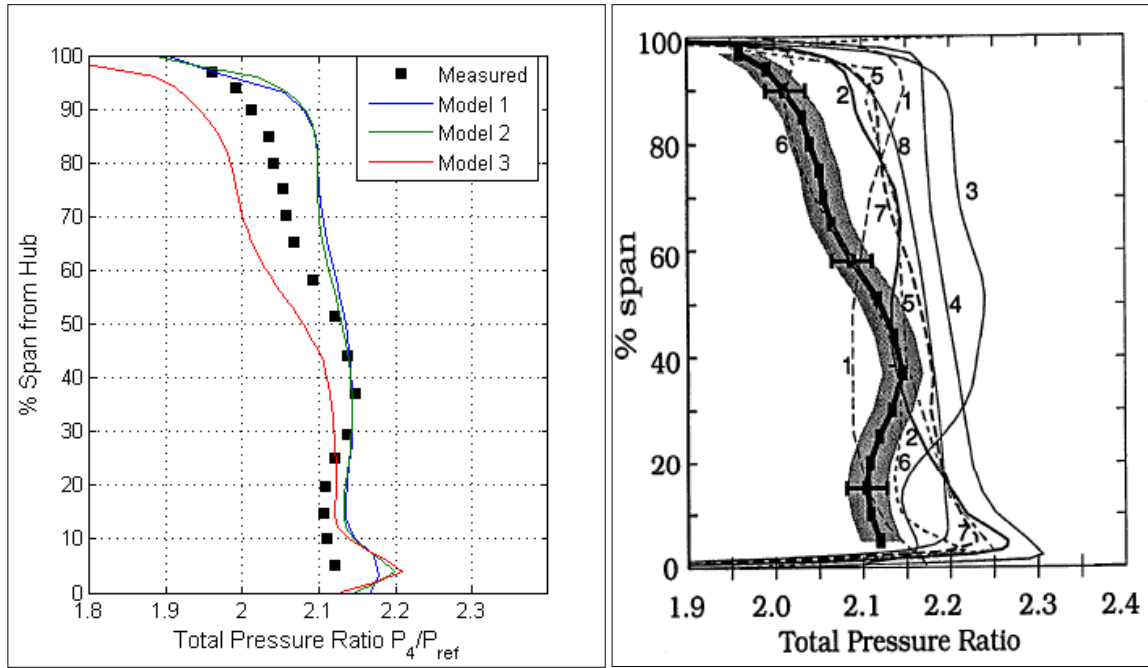 100
90
80
70
60
50
40
30
20
10
0
% Span from Hub
1.8 1.9 2 2.1 2.2 2.3
Total Pressure Ratio P4/Pref
Measured
Model 1
Model 2
Model 3
100
80
60
40
20
0
% span
5
2 1
6 8
3
7
5 4
1
2
6
7
1.9 2.0 2.1 2.2 2.3 2.4
Total Pressure Ratio